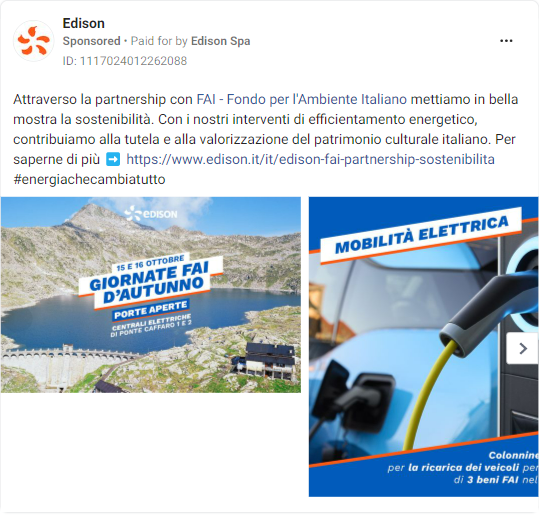 Edison
Sponsored • Paid for by Edison Spa
ID: 1117024012262088
Attraverso la partnership con FAI - Fondo per l'Ambiente Italiano mettiamo in bella
mostra la sostenibilità. Con i nostri interventi di efficientamento energetico,
contribuiamo alla tutela e alla valorizzazione del patrimonio culturale italiano. Per
saperne di più ➡️ https://www.edison.it/it/edison-fai-partnership-sostenibilita
#energiachecambiatutto
EDISON
15 E 16 OTTOBRE
GIORNATE FAI
D'AUTUNNO
PORTE APERTE
CENTRALI ELETTRICHE
DI PONTE CAFFARO 1 E 2
MOBILITÀ ELETTRICA
Colonnine
per la ricarica dei veicoli per
di 3 beni FAI nel